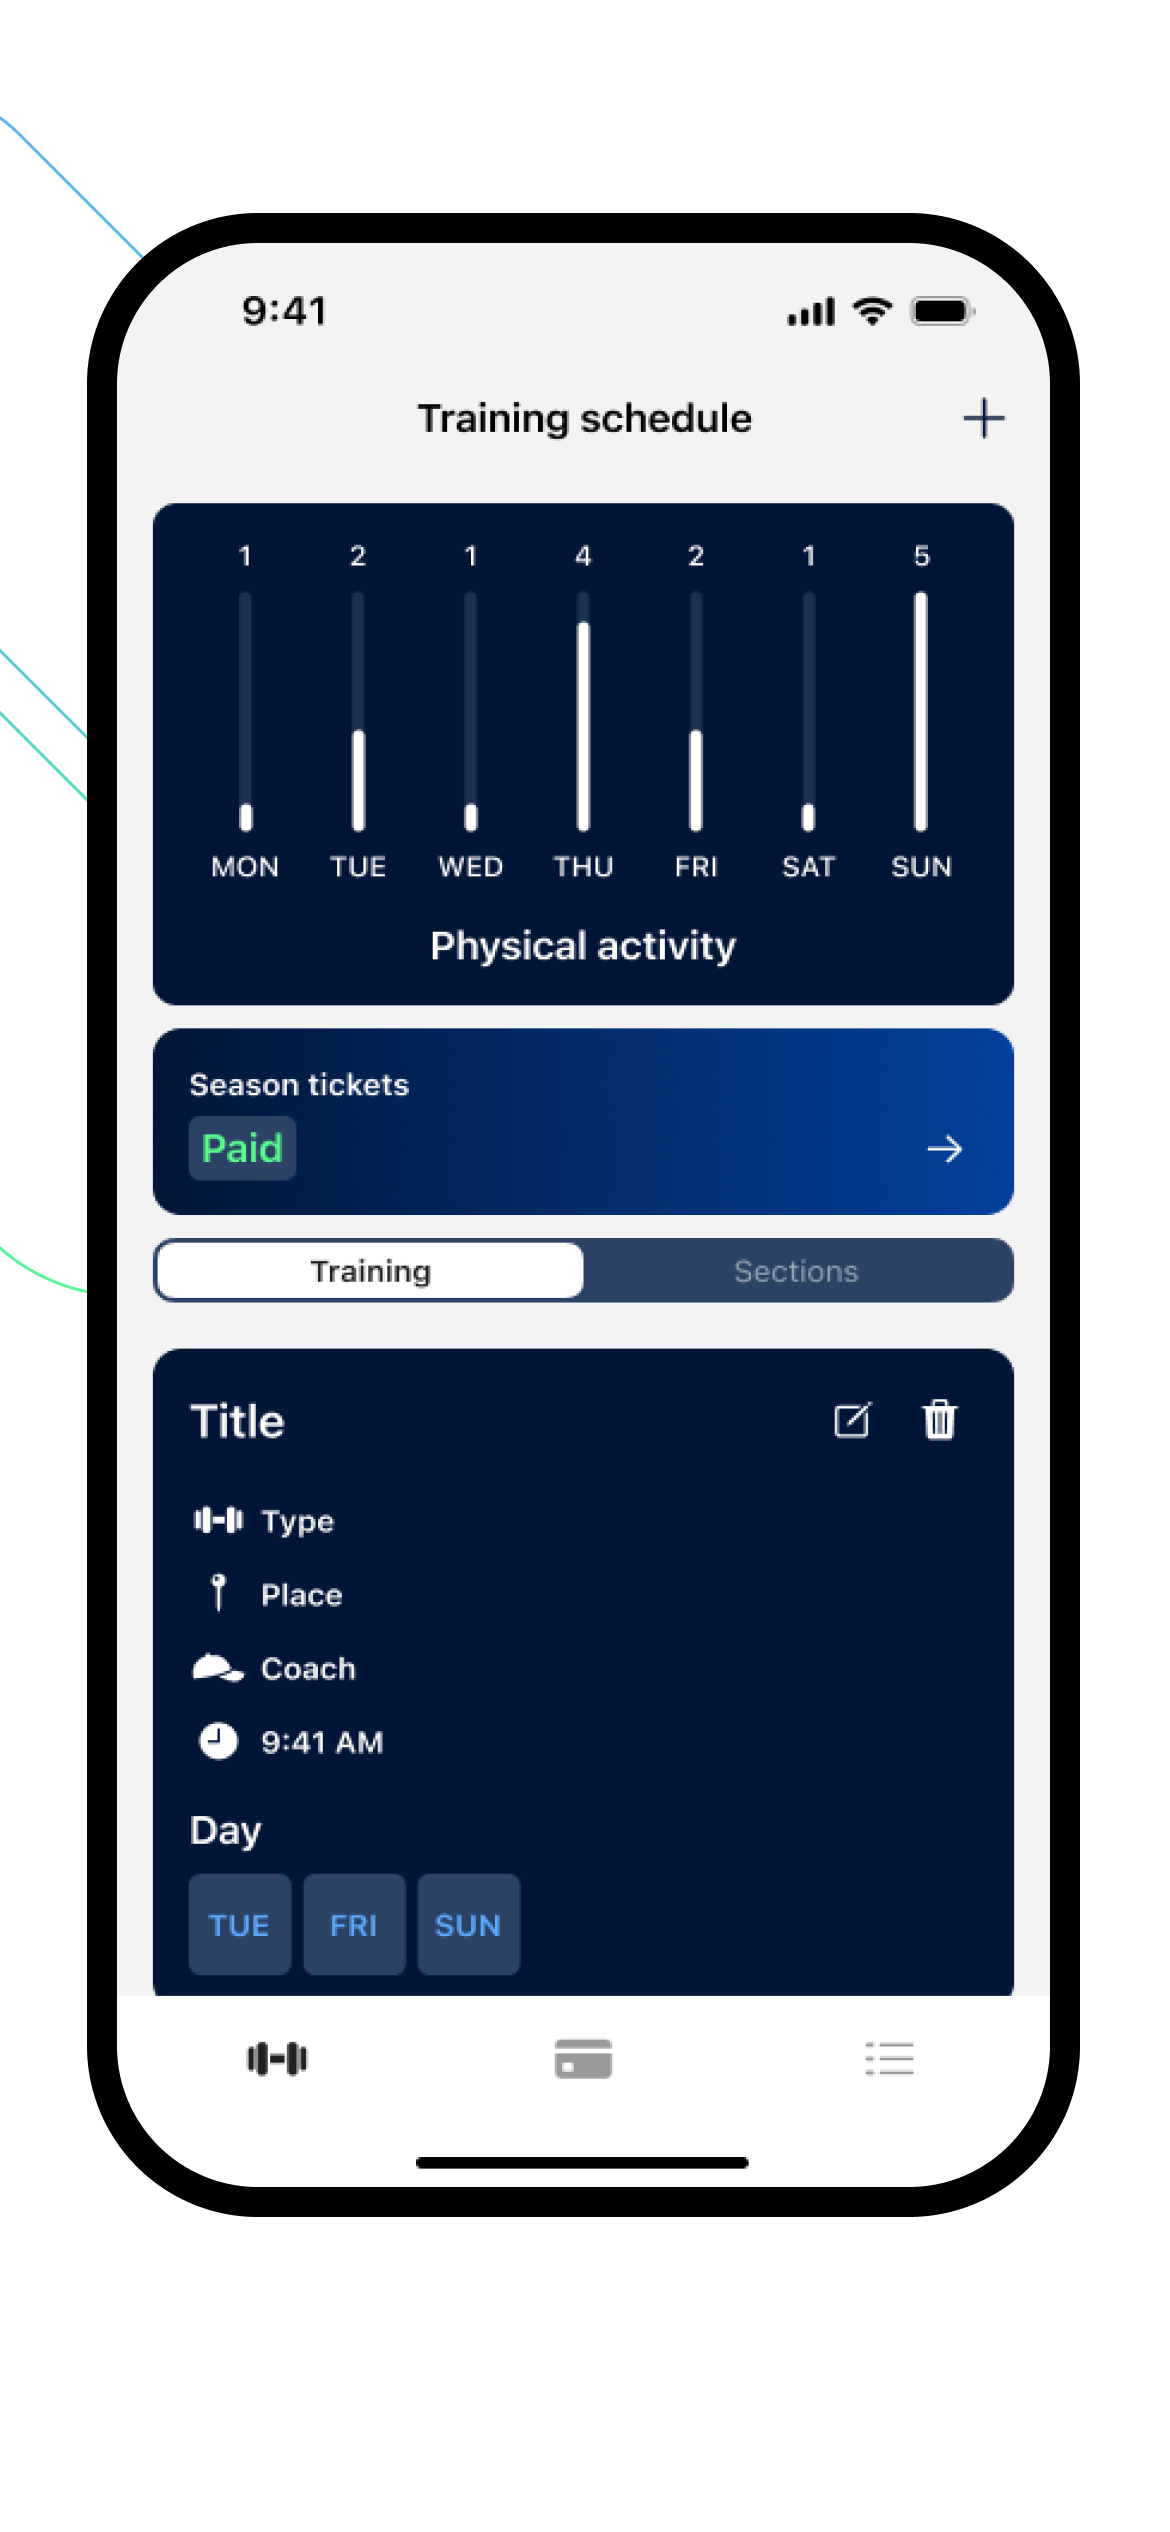 9:41
Training schedule
1 2 1 4 2 1 5
MON TUE WED THU FRI SAT SUN
Physical activity
Season tickets
Paid
Training Sections
Title
Type
Place
Coach
9:41 AM
Day
TUE FRI SUN